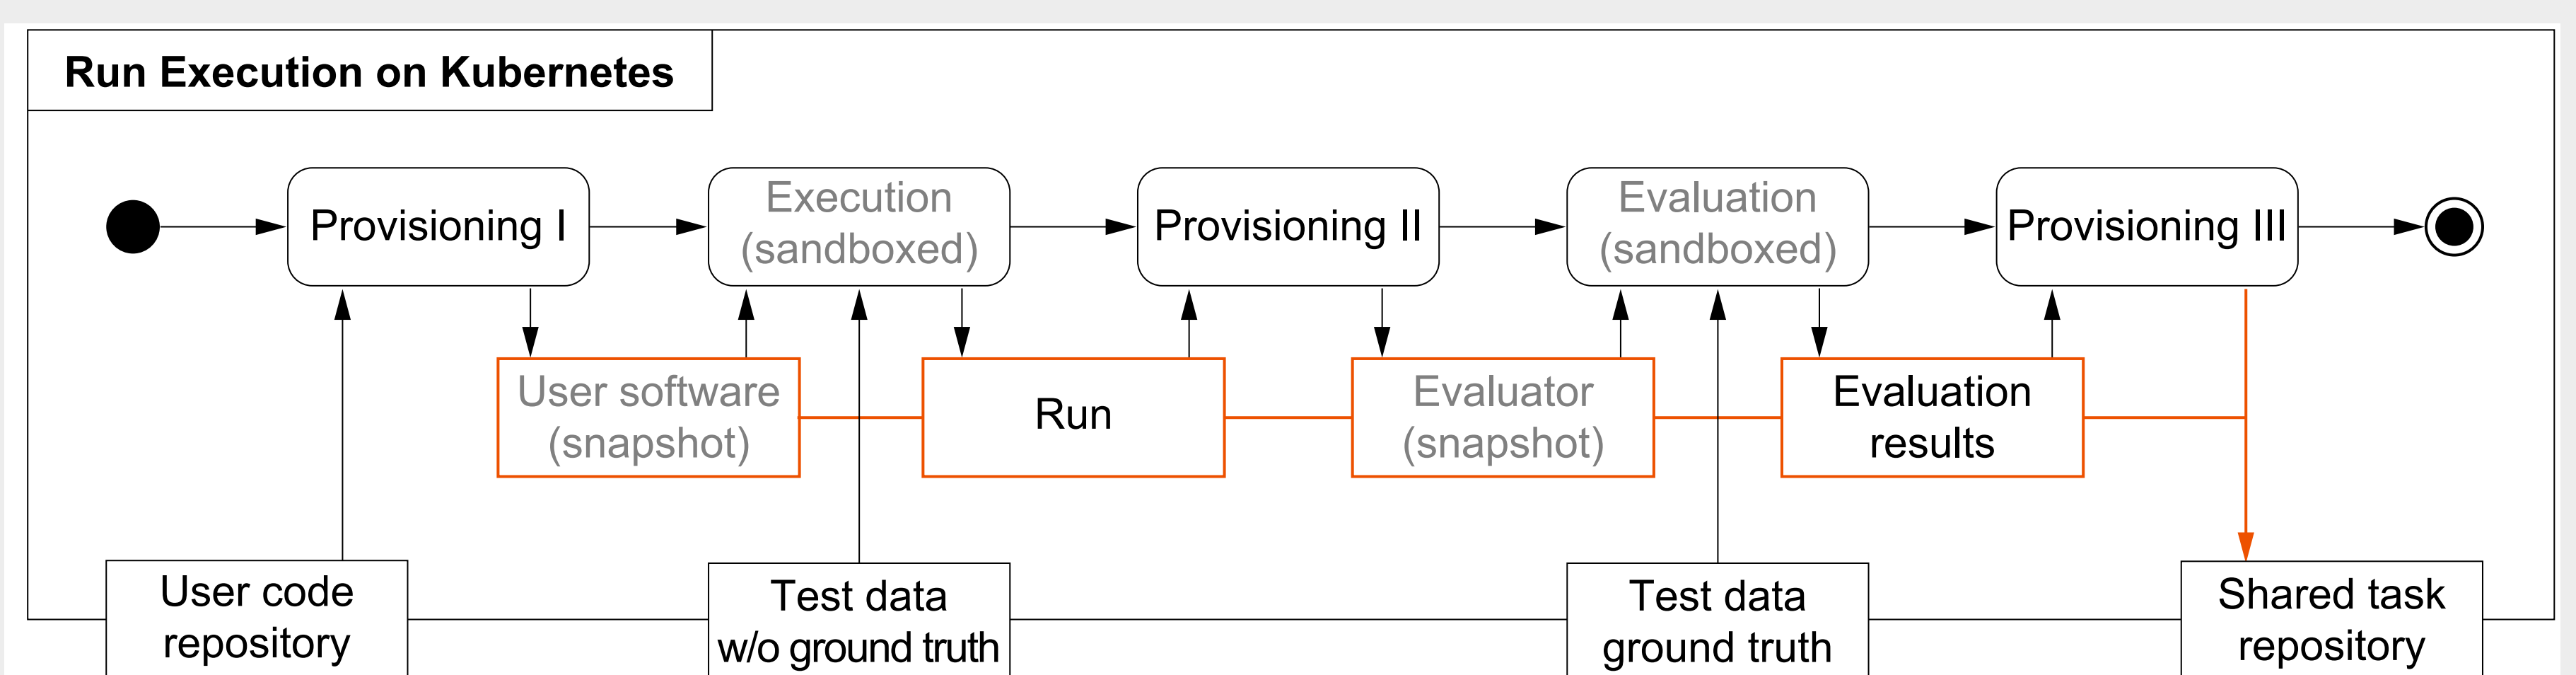 Run Execution on Kubernetes
Provisioning I
Execution
(sandboxed)
Provisioning II
Evaluation
(sandboxed)
Provisioning III
User software
(snapshot)
Run
Evaluator
(snapshot)
Evaluation
results
User code
repository
Test data
w/o ground truth
Test data
ground truth
Shared task
repository